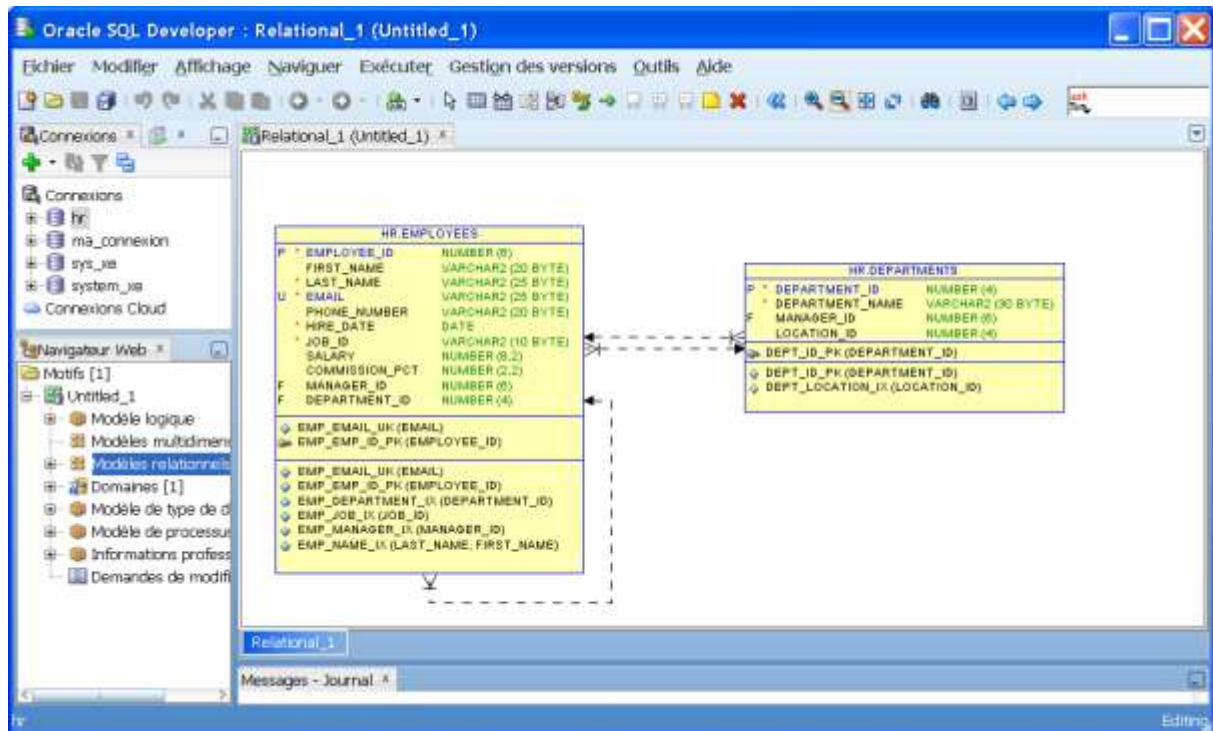 Oracle SQL Developer : Relational_1 (Untitled_1)
Fichier Modifier Affichage Naviguer Exécuter Gestion des versions Outils Aide
Connexions
Relational_1 (Untitled_1)
Connexions
hr
ma_connexion
sys_xe
system_xe
Connexions Cloud
Navigateur Web
Motifs [1]
Untitled_1
Modèle logique
Modèles multidimens
Modèles relationnels
Domaines [1]
Modèle de type de d
Modèle de processus
Informations profess
Demandes de modifi
HR.EMPLOYEES
P * EMPLOYEE_ID NUMBER (6)
FIRST_NAME VARCHAR2 (20 BYTE)
* LAST_NAME VARCHAR2 (25 BYTE)
U * EMAIL VARCHAR2 (25 BYTE)
PHONE_NUMBER VARCHAR2 (20 BYTE)
* HIRE_DATE DATE
* JOB_ID VARCHAR2 (10 BYTE)
SALARY NUMBER (8,2)
COMMISSION_PCT NUMBER (2,2)
F MANAGER_ID NUMBER (6)
F DEPARTMENT_ID NUMBER (4)
EMP_EMAIL_UK (EMAIL)
EMP_EMP_ID_PK (EMPLOYEE_ID)
EMP_EMAIL_UK (EMAIL)
EMP_EMP_ID_PK (EMPLOYEE_ID)
EMP_DEPARTMENT_IX (DEPARTMENT_ID)
EMP_JOB_IX (JOB_ID)
EMP_MANAGER_IX (MANAGER_ID)
EMP_NAME_IX (LAST_NAME, FIRST_NAME)
HR.DEPARTMENTS
P * DEPARTMENT_ID NUMBER (4)
* DEPARTMENT_NAME VARCHAR2 (30 BYTE)
F MANAGER_ID NUMBER (6)
LOCATION_ID NUMBER (4)
DEPT_ID_PK (DEPARTMENT_ID)
DEPT_ID_PK (DEPARTMENT_ID)
DEPT_LOCATION_IX (LOCATION_ID)
Relational_1
Messages - Journal
hr
Editing